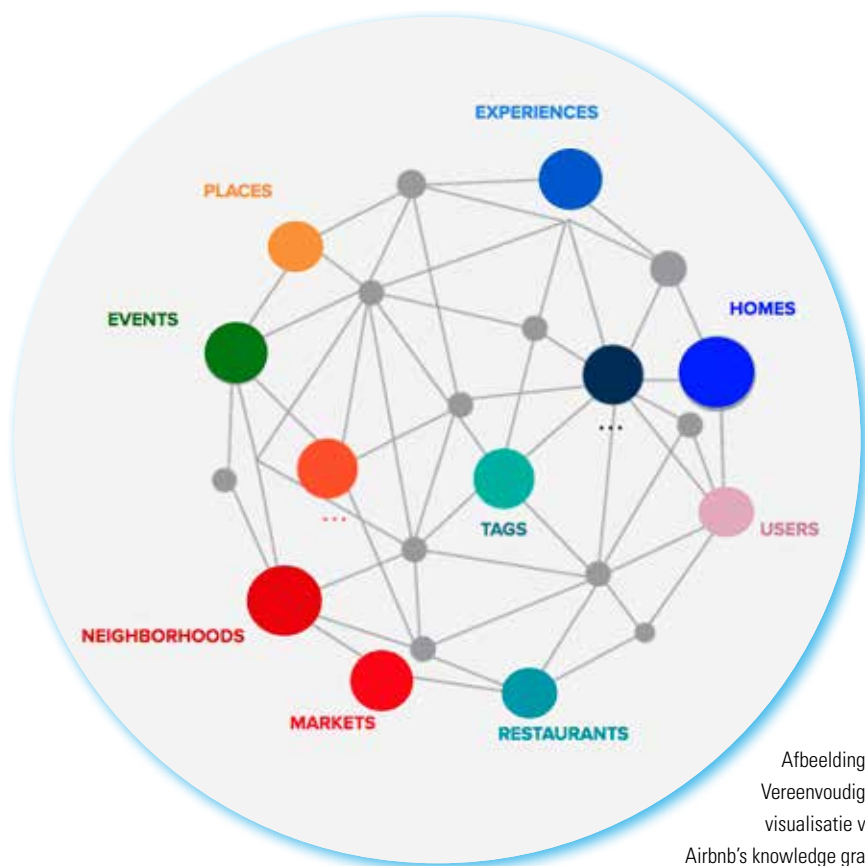 EXPERIENCES
PLACES
EVENTS
HOMES
...
...
TAGS
USERS
NEIGHBORHOODS
MARKETS
RESTAURANTS
Afbeelding
Vereenvoudig
visualisatie v
Airbnb's knowledge gra